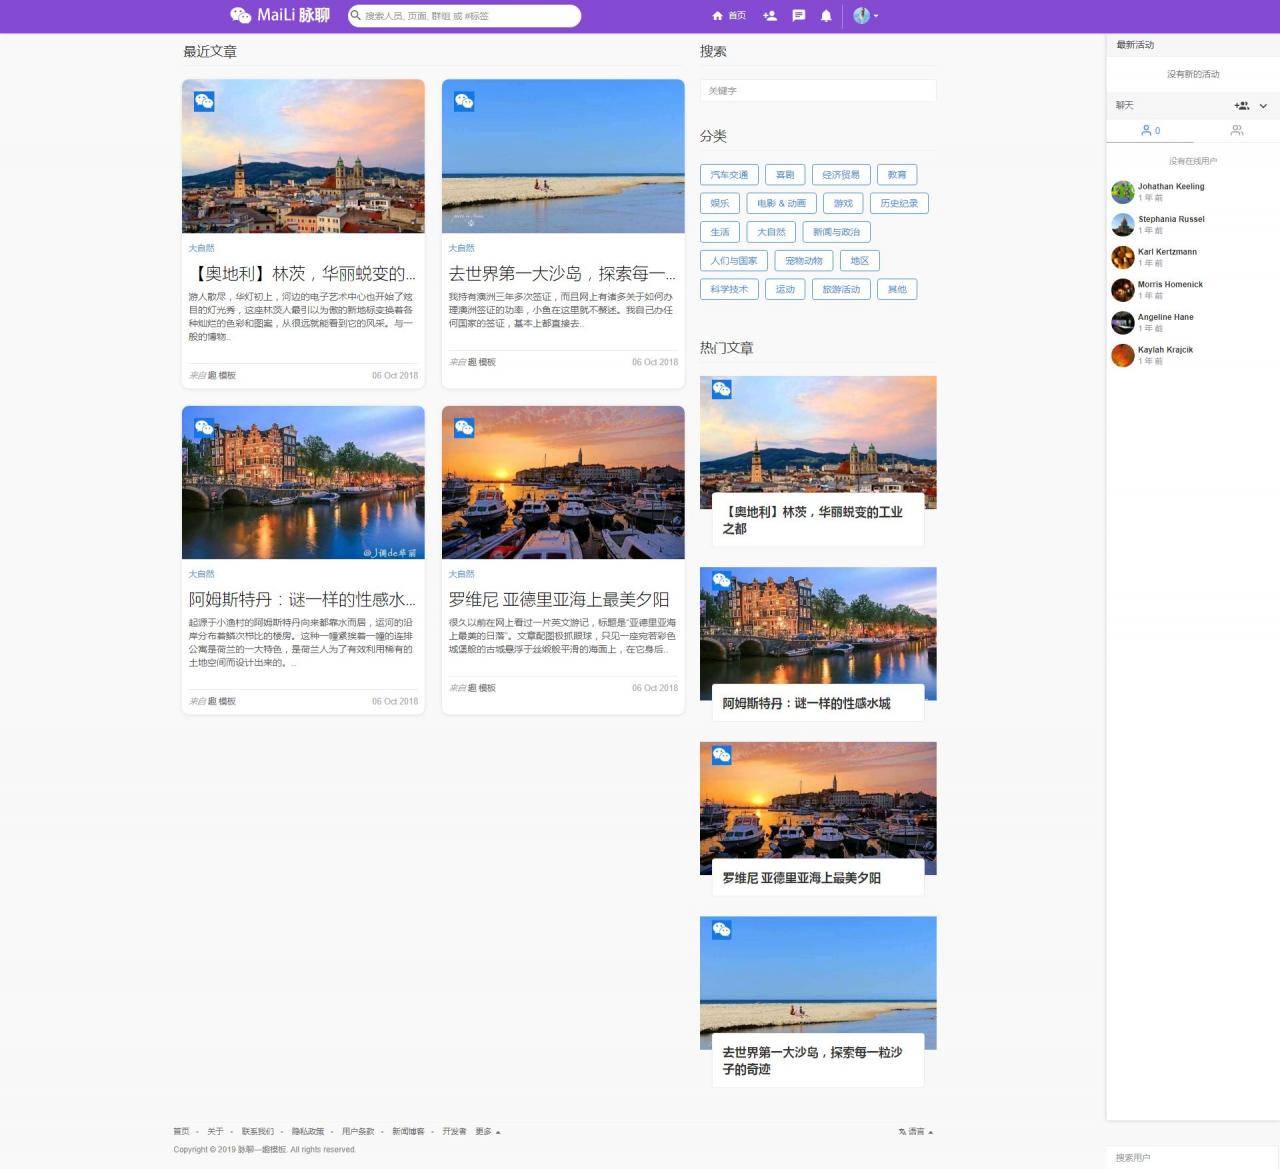 MaiLi 脉聊
搜索人员, 页面, 群组 或 #标签
首页
最近文章
大自然
【奥地利】林茨，华丽蜕变的...
游人散尽，华灯初上，河边的电子艺术中心也开始了炫
目的灯光秀，这座林茨人最引以为傲的新地标变换着各
种灿烂的色彩和图案，从很远就能看到它的风采。与一
般的博物..
来自 趣 模板
06 Oct 2018
大自然
去世界第一大沙岛，探索每一...
我持有澳洲三年多次签证，而且网上有诸多关于如何办
理澳洲签证的功率，小鱼在这里就不赘述。我自己办任
何国家的签证，基本上都直接去..
来自 趣 模板
06 Oct 2018
@J调de华丽
大自然
阿姆斯特丹：谜一样的性感水...
起源于小渔村的阿姆斯特丹向来都靠水而居，运河的沿
岸分布着鳞次栉比的楼房。这种一幢紧挨着一幢的连排
公寓是荷兰的一大特色，是荷兰人为了有效利用稀有的
土地空间而设计出来的。..
来自 趣 模板
06 Oct 2018
大自然
罗维尼 亚德里亚海上最美夕阳
很久以前在网上看过一片英文游记，标题是“亚德里亚海
上最美的日落”。文章配图极抓眼球，只见一座宛若彩色
城堡般的古城悬浮于丝缎般平滑的海面上，在它身后..
来自 趣 模板
06 Oct 2018
搜索
关键字
分类
汽车交通 喜剧 经济贸易 教育
娱乐 电影 & 动画 游戏 历史纪录
生活 大自然 新闻与政治
人们与国家 宠物动物 地区
科学技术 运动 旅游活动 其他
热门文章
【奥地利】林茨，华丽蜕变的工业
之都
阿姆斯特丹：谜一样的性感水城
罗维尼 亚德里亚海上最美夕阳
去世界第一大沙岛，探索每一粒沙
子的奇迹
最新活动
没有新的活动
聊天
0
没有在线用户
Johathan Keeling
1 年 前
Stephania Russel
1 年 前
Karl Kertzmann
1 年 前
Morris Homenick
1 年 前
Angeline Hane
1 年 前
Kaylah Krajcik
1 年 前
首页 - 关于 - 联系我们 - 隐私政策 - 用户条款 - 新闻博客 - 开发者 更多
语言
Copyright © 2019 脉聊—趣模板. All rights reserved.
搜索用户